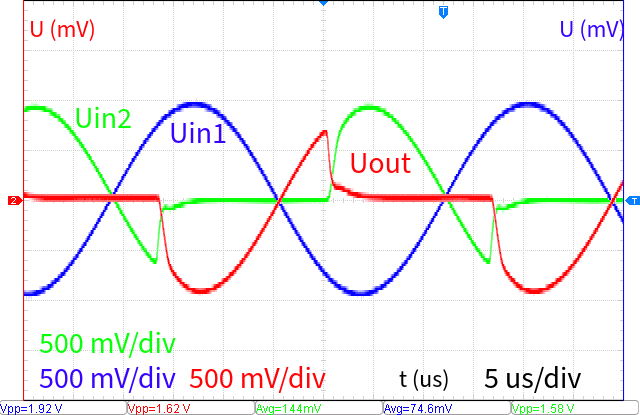 T
U (mV)
U (mV)
Uin2
Uin1
Uout
2
T
500 mV/div
500 mV/div
500 mV/div
t (us)
5 us/div
Vpp=1.92 V
Vpp=1.62 V
Avg=144mV
Avg=74.6mV
Vpp=1.58 V